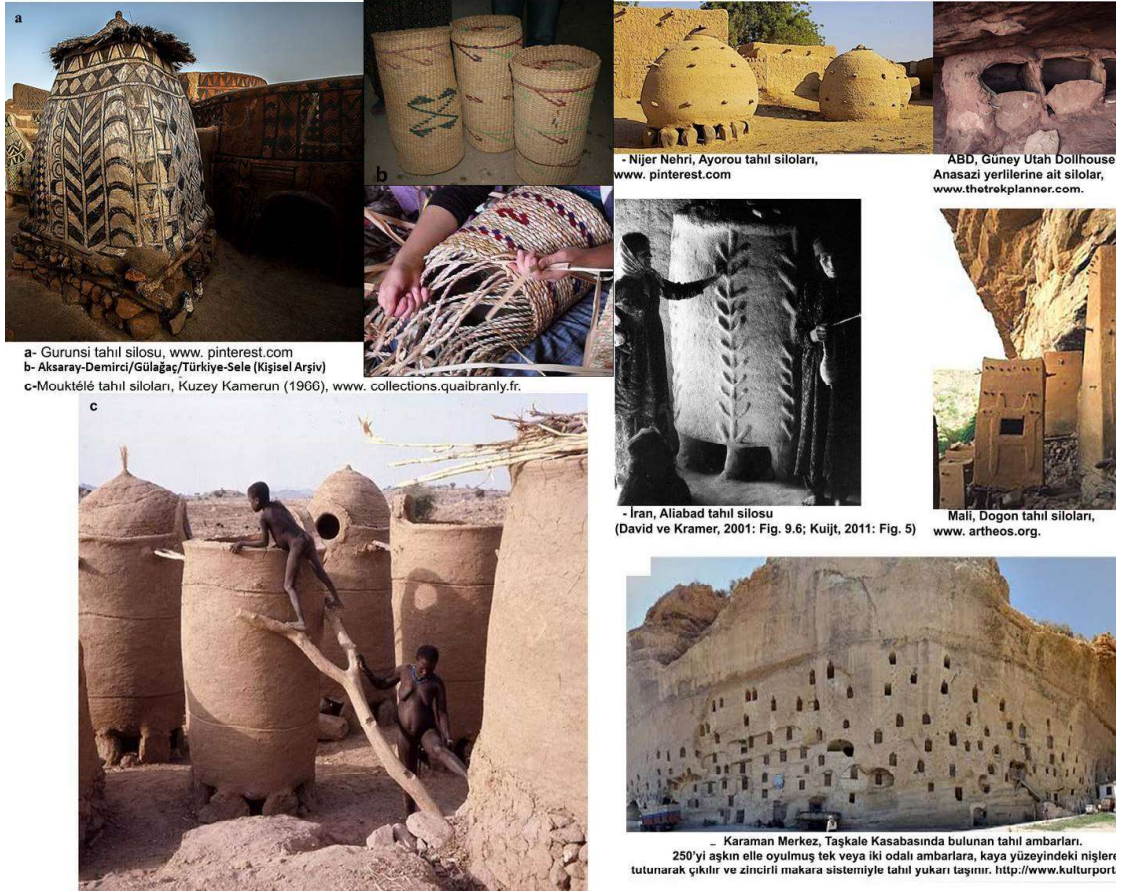 a
b
a- Gurunsi tahıl silosu, www. pinterest.com
b- Aksaray-Demirci/Gülağaç/Türkiye-Sele (Kişisel Arşiv)
c-Mouktélé tahıl siloları, Kuzey Kamerun (1966), www. collections.quaibranly.fr.
c
- Nijer Nehri, Ayorou tahıl siloları,
www. pinterest.com
ABD, Güney Utah Dollhouse
Anasazi yerlilerine ait silolar,
www.thetrekplanner.com.
- İran, Aliabad tahıl silosu
(David ve Kramer, 2001: Fig. 9.6; Kuijt, 2011: Fig. 5)
Mali, Dogon tahıl siloları,
www. artheos.org.
- Karaman Merkez, Taşkale Kasabasında bulunan tahıl ambarları.
250'yi aşkın elle oyulmuş tek veya iki odalı ambarlara, kaya yüzeyindeki nişlere
tutunarak çıkılır ve zincirli makara sistemiyle tahıl yukarı taşınır. http://www.kulturport